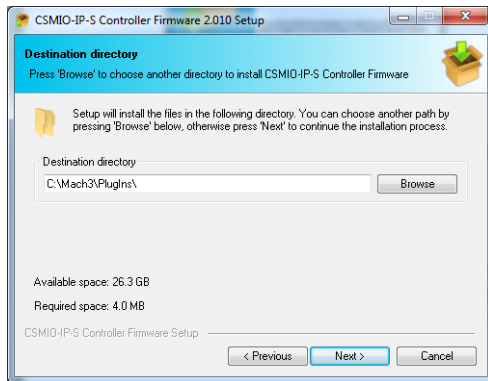 CSMIO-IP-S Controller Firmware 2.010 Setup
Destination directory
Press 'Browse' to choose another directory to install CSMIO-IP-S Controller Firmware
Setup will install the files in the following directory. You can choose another path by
pressing 'Browse' below, otherwise press 'Next' to continue the installation process.
Destination directory
C:\Mach3\PlugIns\
Browse
Available space: 26.3 GB
Required space: 4.0 MB
CSMIO-IP-S Controller Firmware Setup
< Previous
Next >
Cancel